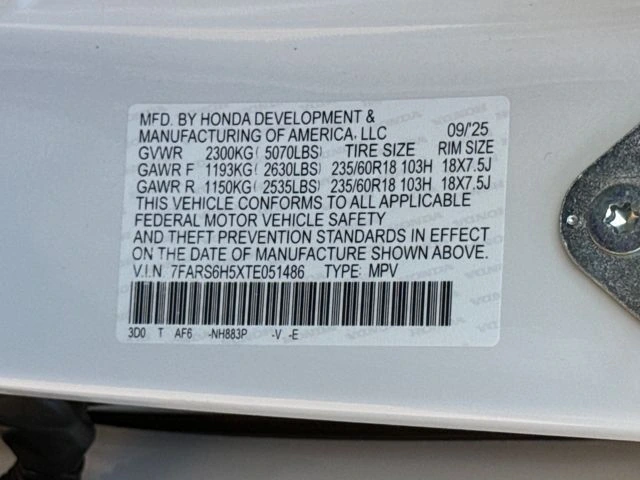 MFD. BY HONDA DEVELOPMENT &
MANUFACTURING OF AMERICA, LLC 09/'25
GVWR 2300KG ( 5070LBS) TIRE SIZE RIM SIZE
GAWR F 1193KG ( 2630LBS) 235/60R18 103H 18X7.5J
GAWR R 1150KG ( 2535LBS) 235/60R18 103H 18X7.5J
THIS VEHICLE CONFORMS TO ALL APPLICABLE
FEDERAL MOTOR VEHICLE SAFETY
AND THEFT PREVENTION STANDARDS IN EFFECT
ON THE DATE OF MANUFACTURE SHOWN ABOVE.
V.I.N. 7FARS6H5XTE051486 TYPE: MPV
3D0 T AF6 -NH883P -V -E